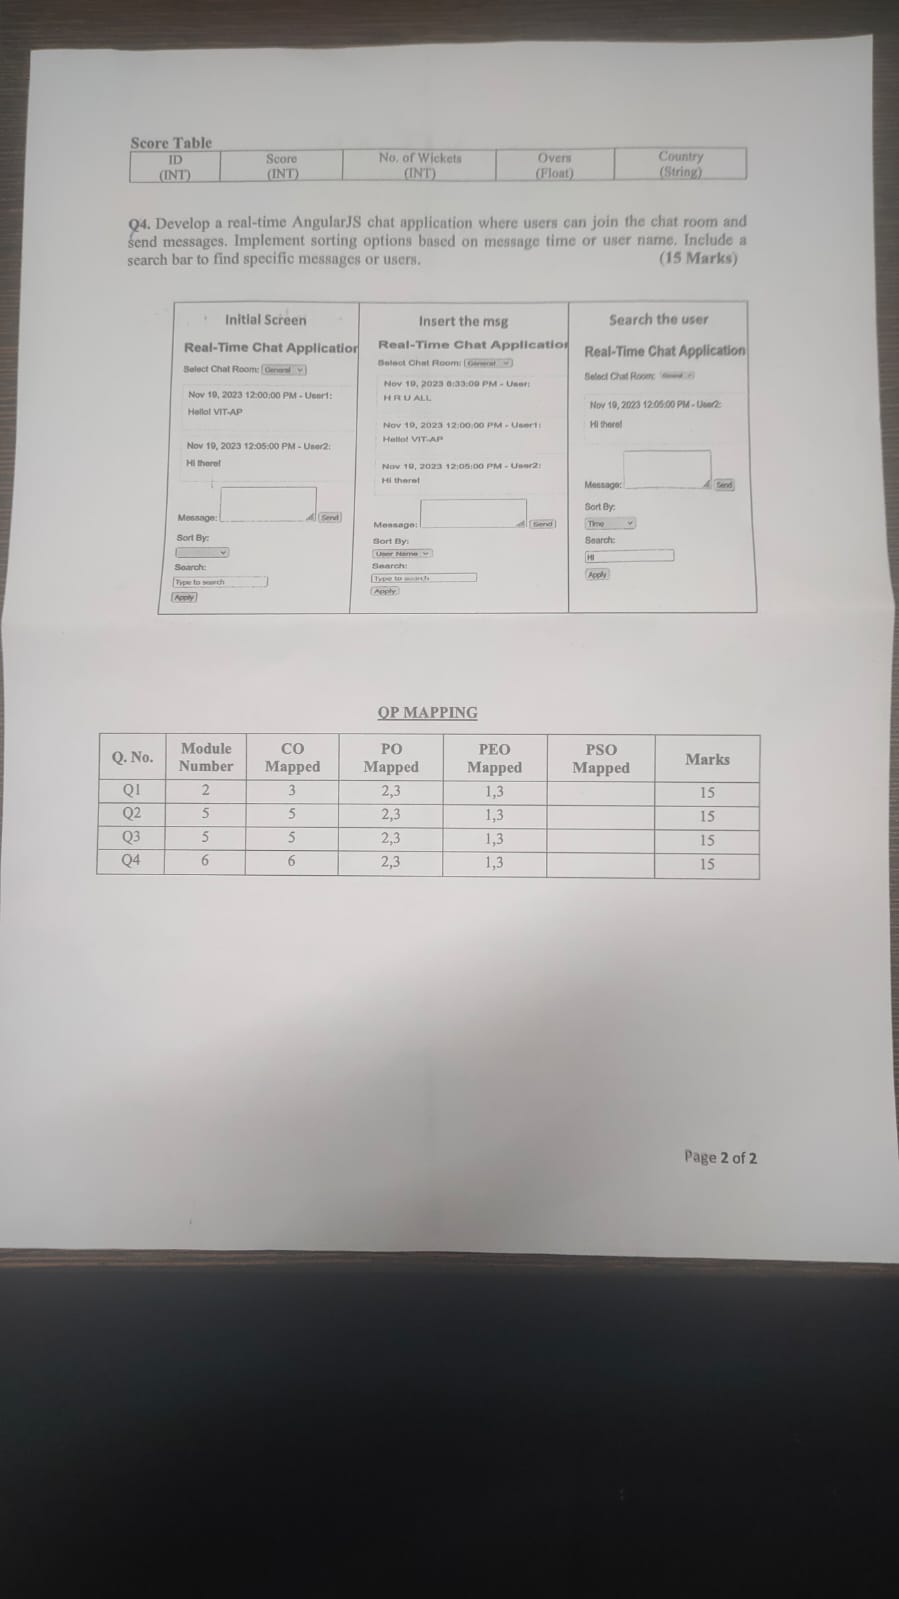 Score Table
ID Score No. of Wickets Overs Country
(INT) (INT) (INT) (Float) (String)
Q4. Develop a real-time AngularJS chat application where users can join the chat room and
send messages. Implement sorting options based on message time or user name. Include a
search bar to find specific messages or users. (15 Marks)
Initial Screen
Real-Time Chat Application
Select Chat Room: General
Nov 19, 2023 12:00:00 PM - User1:
Hello! VIT-AP
Nov 19, 2023 12:05:00 PM - User2:
Hi there!
Message: Send
Sort By:
Search:
Type to search
Apply
Insert the msg
Real-Time Chat Application
Select Chat Room: General
Nov 19, 2023 6:33:09 PM - User:
H R U ALL
Nov 19, 2023 12:00:00 PM - User1:
Hello! VIT-AP
Nov 19, 2023 12:05:00 PM - User2:
Hi there!
Message: Send
Sort By:
User Name
Search:
Type to search
Apply
Search the user
Real-Time Chat Application
Select Chat Room: General
Nov 19, 2023 12:05:00 PM - User2:
Hi there!
Message: Send
Sort By:
Time
Search:
HI
Apply
QP MAPPING
Q. No. Module Number CO Mapped PO Mapped PEO Mapped PSO Mapped Marks
Q1 2 3 2,3 1,3 15
Q2 5 5 2,3 1,3 15
Q3 5 5 2,3 1,3 15
Q4 6 6 2,3 1,3 15
Page 2 of 2